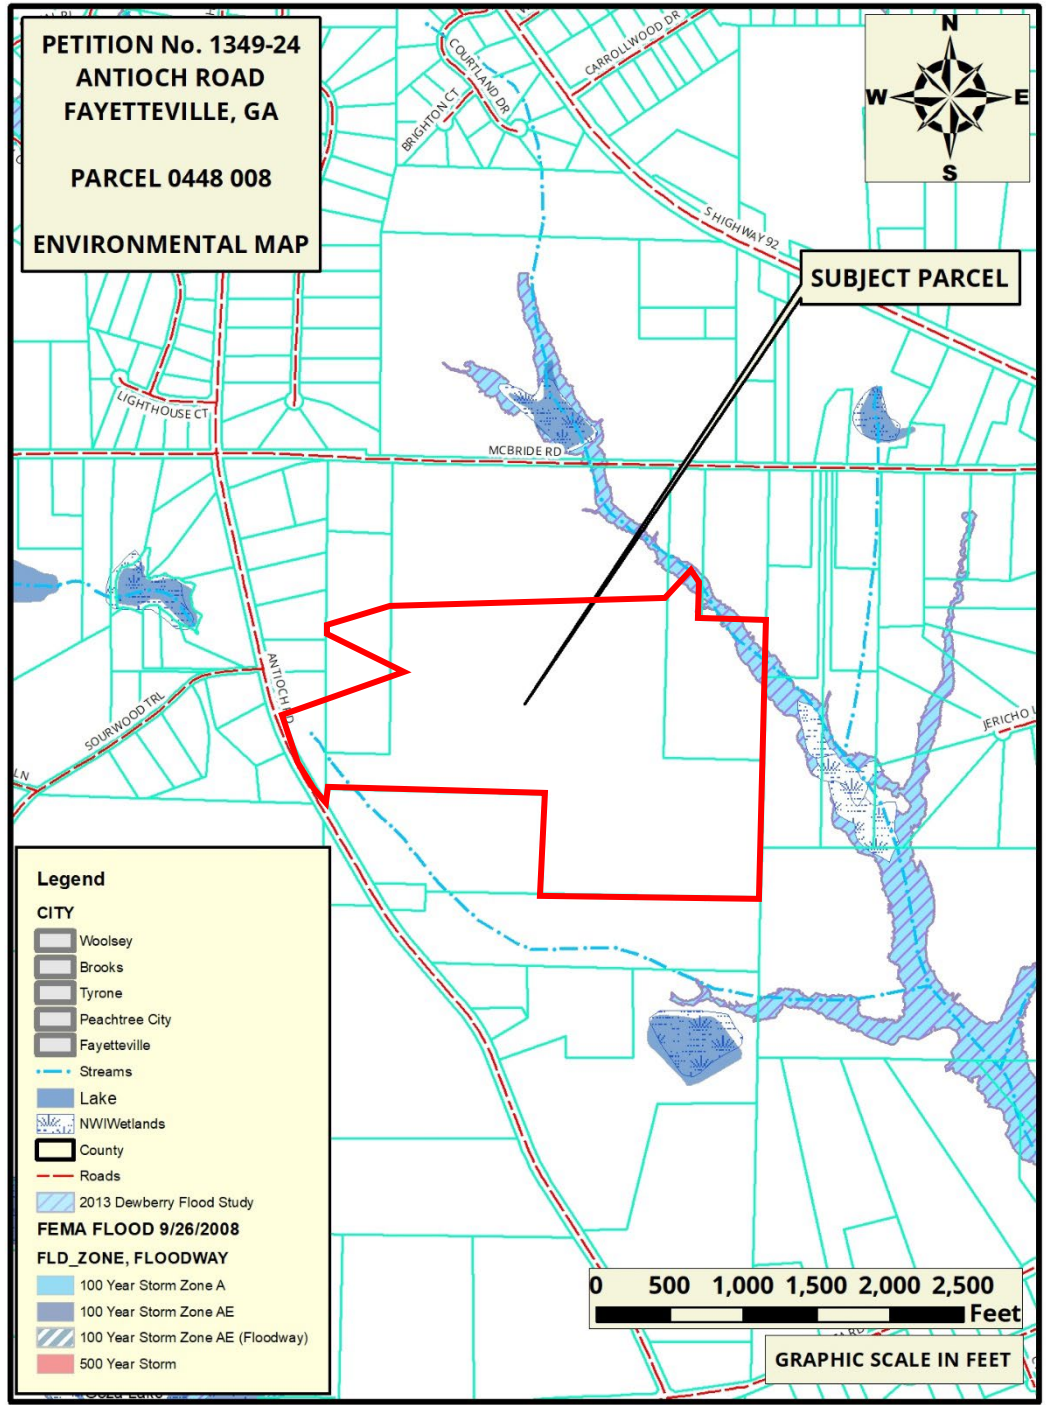 PETITION No. 1349-24
ANTIOCH ROAD
FAYETTEVILLE, GA
PARCEL 0448 008
ENVIRONMENTAL MAP
N
W
E
S
COURTLAND DR
BRIGHTON CT
CARROLLWOOD DR
S HIGHWAY 92
SUBJECT PARCEL
LIGHTHOUSE CT
MCBRIDE RD
ANTIOCH RD
SOURWOOD TRL
JERICHO
LN
Legend
CITY
Woolsey
Brooks
Tyrone
Peachtree City
Fayetteville
Streams
Lake
NWIWetlands
County
Roads
2013 Dewberry Flood Study
FEMA FLOOD 9/26/2008
FLD_ZONE, FLOODWAY
100 Year Storm Zone A
100 Year Storm Zone AE
100 Year Storm Zone AE (Floodway)
500 Year Storm
0 500 1,000 1,500 2,000 2,500
Feet
RD
GRAPHIC SCALE IN FEET